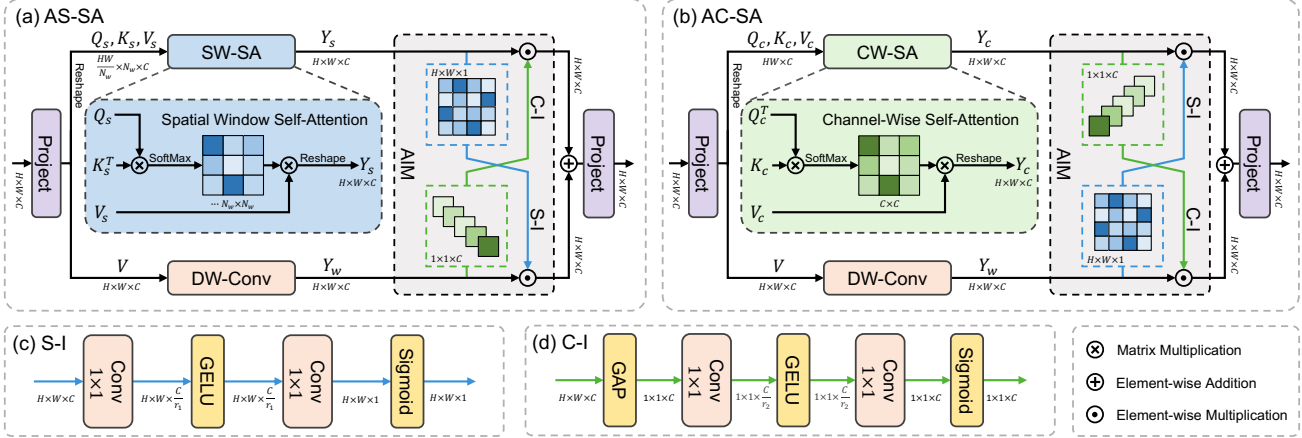 (a) AS-SA
Project
H×W×C
Reshape
Q_s, K_s, V_s
HW/N_w ×N_w×C
SW-SA
Y_s
H×W×C
Q_s
Spatial Window Self-Attention
K_s^T
SoftMax
Reshape
Y_s
H×W×C
V_s
... N_w×N_w
V
H×W×C
DW-Conv
Y_w
H×W×C
AIM
H×W×1
C-I
S-I
1×1×C
H×W×C
H×W×C
Project
H×W×C
(b) AC-SA
Project
H×W×C
Reshape
Q_c, K_c, V_c
HW×C
CW-SA
Y_c
H×W×C
Q_c^T
Channel-Wise Self-Attention
K_c
SoftMax
Reshape
Y_c
H×W×C
V_c
C×C
V
H×W×C
DW-Conv
Y_w
H×W×C
AIM
1×1×C
S-I
C-I
H×W×1
H×W×C
H×W×C
Project
H×W×C
(c) S-I
H×W×C
Conv
1×1
H×W×C/r_1
GELU
H×W×C/r_1
Conv
1×1
H×W×1
Sigmoid
H×W×1
(d) C-I
H×W×C
GAP
1×1×C
Conv
1×1
1×1×C/r_2
GELU
1×1×C/r_2
Conv
1×1
1×1×C
Sigmoid
1×1×C
Matrix Multiplication
Element-wise Addition
Element-wise Multiplication